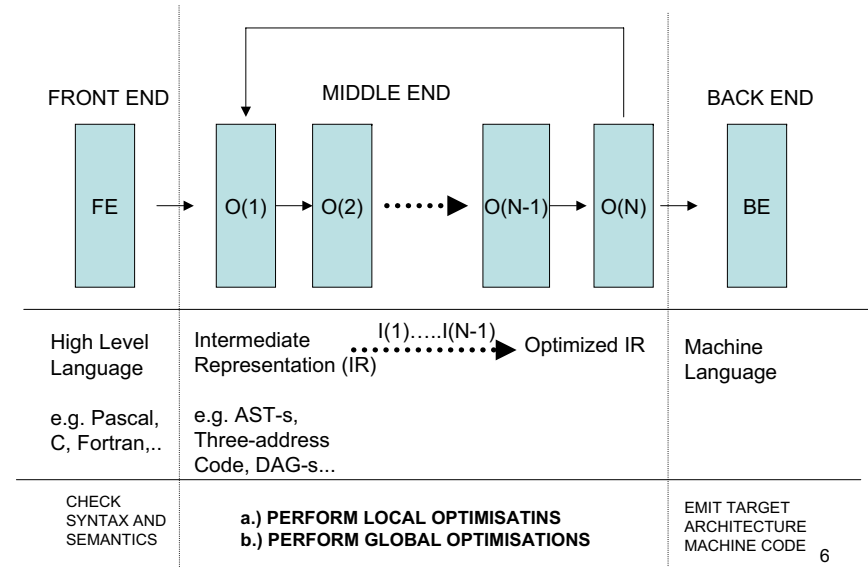 FRONT END
MIDDLE END
BACK END
FE
O(1)
O(2)
O(N-1)
O(N)
BE
High Level
Language
e.g. Pascal,
C, Fortran,..
Intermediate
Representation (IR)
I(1)…..I(N-1)
Optimized IR
e.g. AST-s,
Three-address
Code, DAG-s...
Machine
Language
CHECK
SYNTAX AND
SEMANTICS
a.) PERFORM LOCAL OPTIMISATINS
b.) PERFORM GLOBAL OPTIMISATIONS
EMIT TARGET
ARCHITECTURE
MACHINE CODE
6